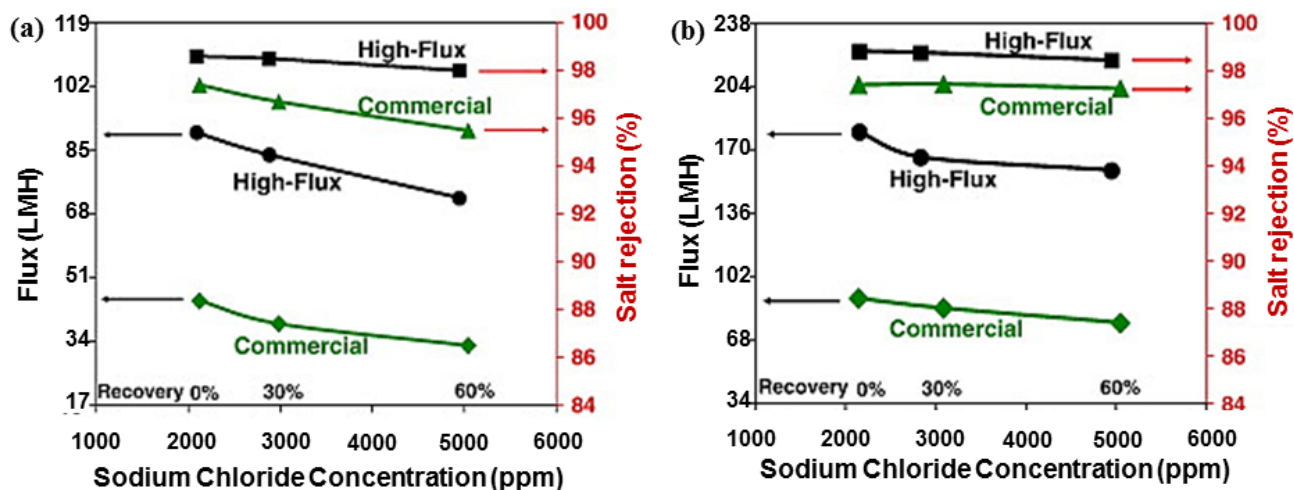 (a)
Flux (LMH)
119
102
85
68
51
34
17
High-Flux
Commercial
High-Flux
Commercial
Recovery 0% 30% 60%
100
98
96
95
94
92
90
88
86
84
Salt rejection (%)
1000 2000 3000 4000 5000 6000
Sodium Chloride Concentration (ppm)
(b)
Flux (LMH)
238
204
170
136
102
68
34
High-Flux
Commercial
High-Flux
Commercial
Recovery 0% 30% 60%
100
98
96
94
92
90
88
86
84
Salt rejection (%)
1000 2000 3000 4000 5000 6000
Sodium Chloride Concentration (ppm)